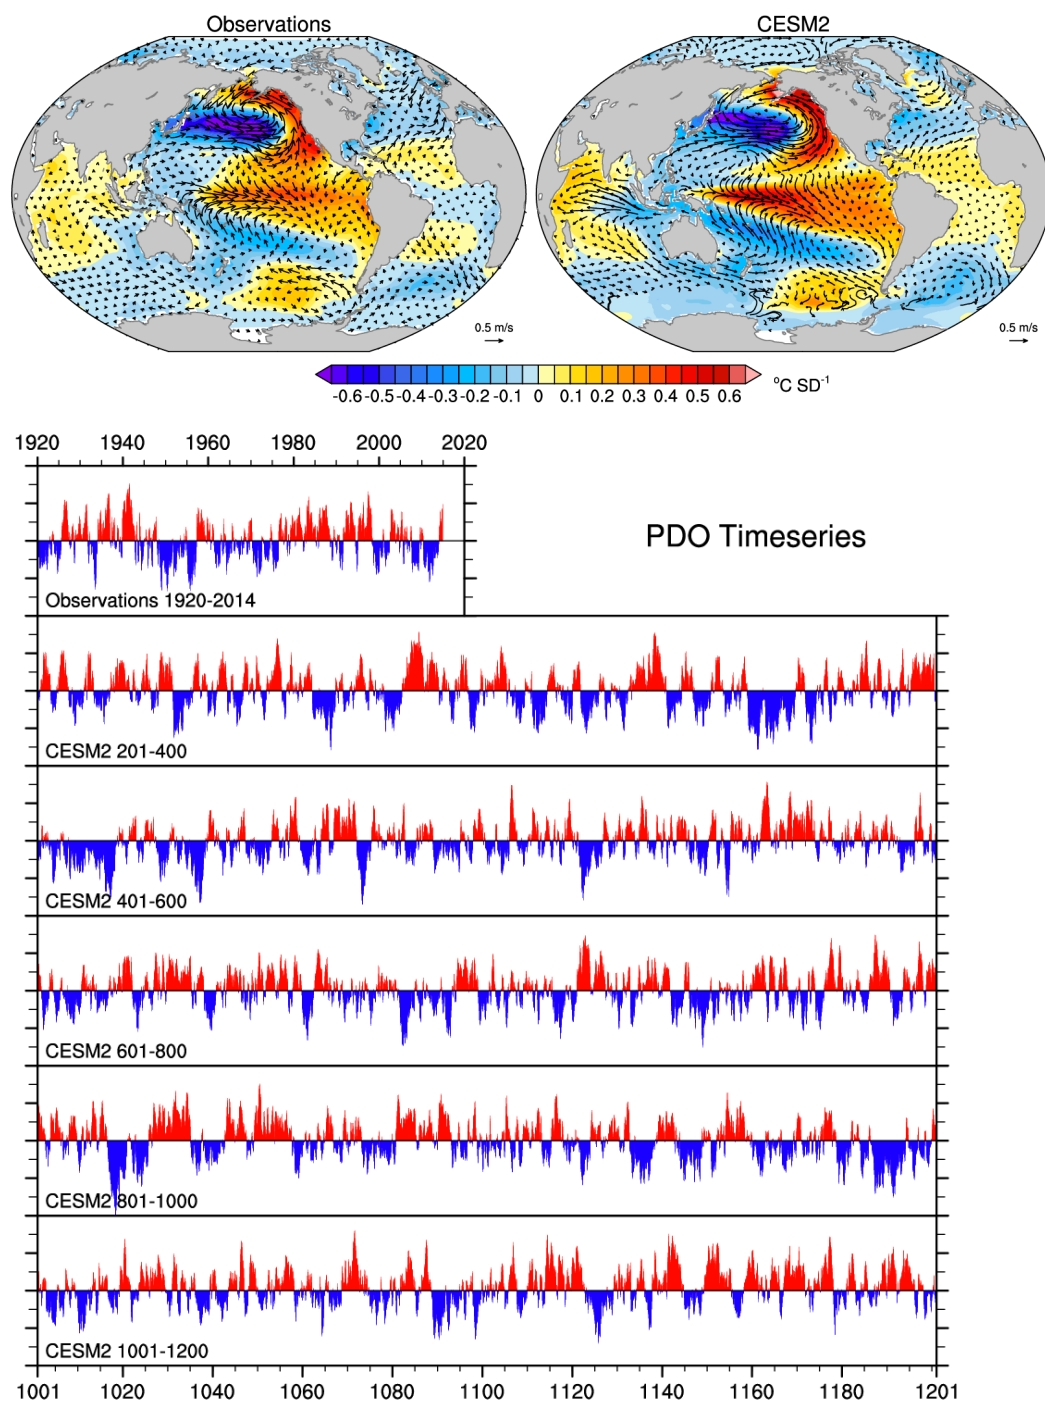 Observations
CESM2
0.5 m/s
0.5 m/s
-0.6 -0.5 -0.4 -0.3 -0.2 -0.1 0 0.1 0.2 0.3 0.4 0.5 0.6
°C SD⁻¹
1920 1940 1960 1980 2000 2020
PDO Timeseries
Observations 1920-2014
CESM2 201-400
CESM2 401-600
CESM2 601-800
CESM2 801-1000
CESM2 1001-1200
1001 1020 1040 1060 1080 1100 1120 1140 1160 1180 1201